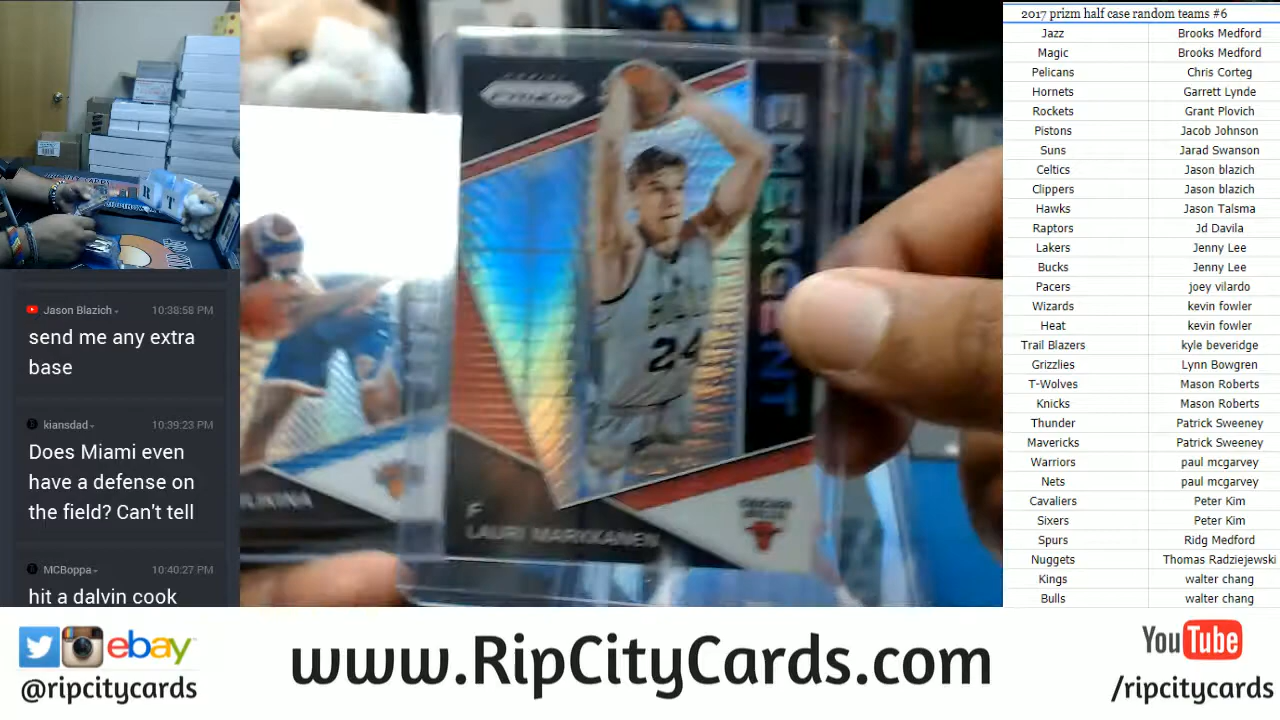 2017 prizm half case random teams #6
Jazz Brooks Medford
Magic Brooks Medford
Pelicans Chris Corteg
Hornets Garrett Lynde
Rockets Grant Plovich
Pistons Jacob Johnson
Suns Jarad Swanson
Celtics Jason blazich
Clippers Jason blazich
Hawks Jason Talsma
Raptors Jd Davila
Lakers Jenny Lee
Bucks Jenny Lee
Pacers joey vilardo
Wizards kevin fowler
Heat kevin fowler
Trail Blazers kyle beveridge
Grizzlies Lynn Bowgren
T-Wolves Mason Roberts
Knicks Mason Roberts
Thunder Patrick Sweeney
Mavericks Patrick Sweeney
Warriors paul mcgarvey
Nets paul mcgarvey
Cavaliers Peter Kim
Sixers Peter Kim
Spurs Ridg Medford
Nuggets Thomas Radziejewski
Kings walter chang
Bulls walter chang
PRIZM
EMERGENT
24
F
LAURI MARKKANEN
Jason Blazich 10:38:58 PM
send me any extra
base
kiansdad 10:39:23 PM
Does Miami even
have a defense on
the field? Can't tell
MCBoppa 10:40:27 PM
hit a dalvin cook
ebay
@ripcitycards
www.RipCityCards.com
YouTube
/ripcitycards